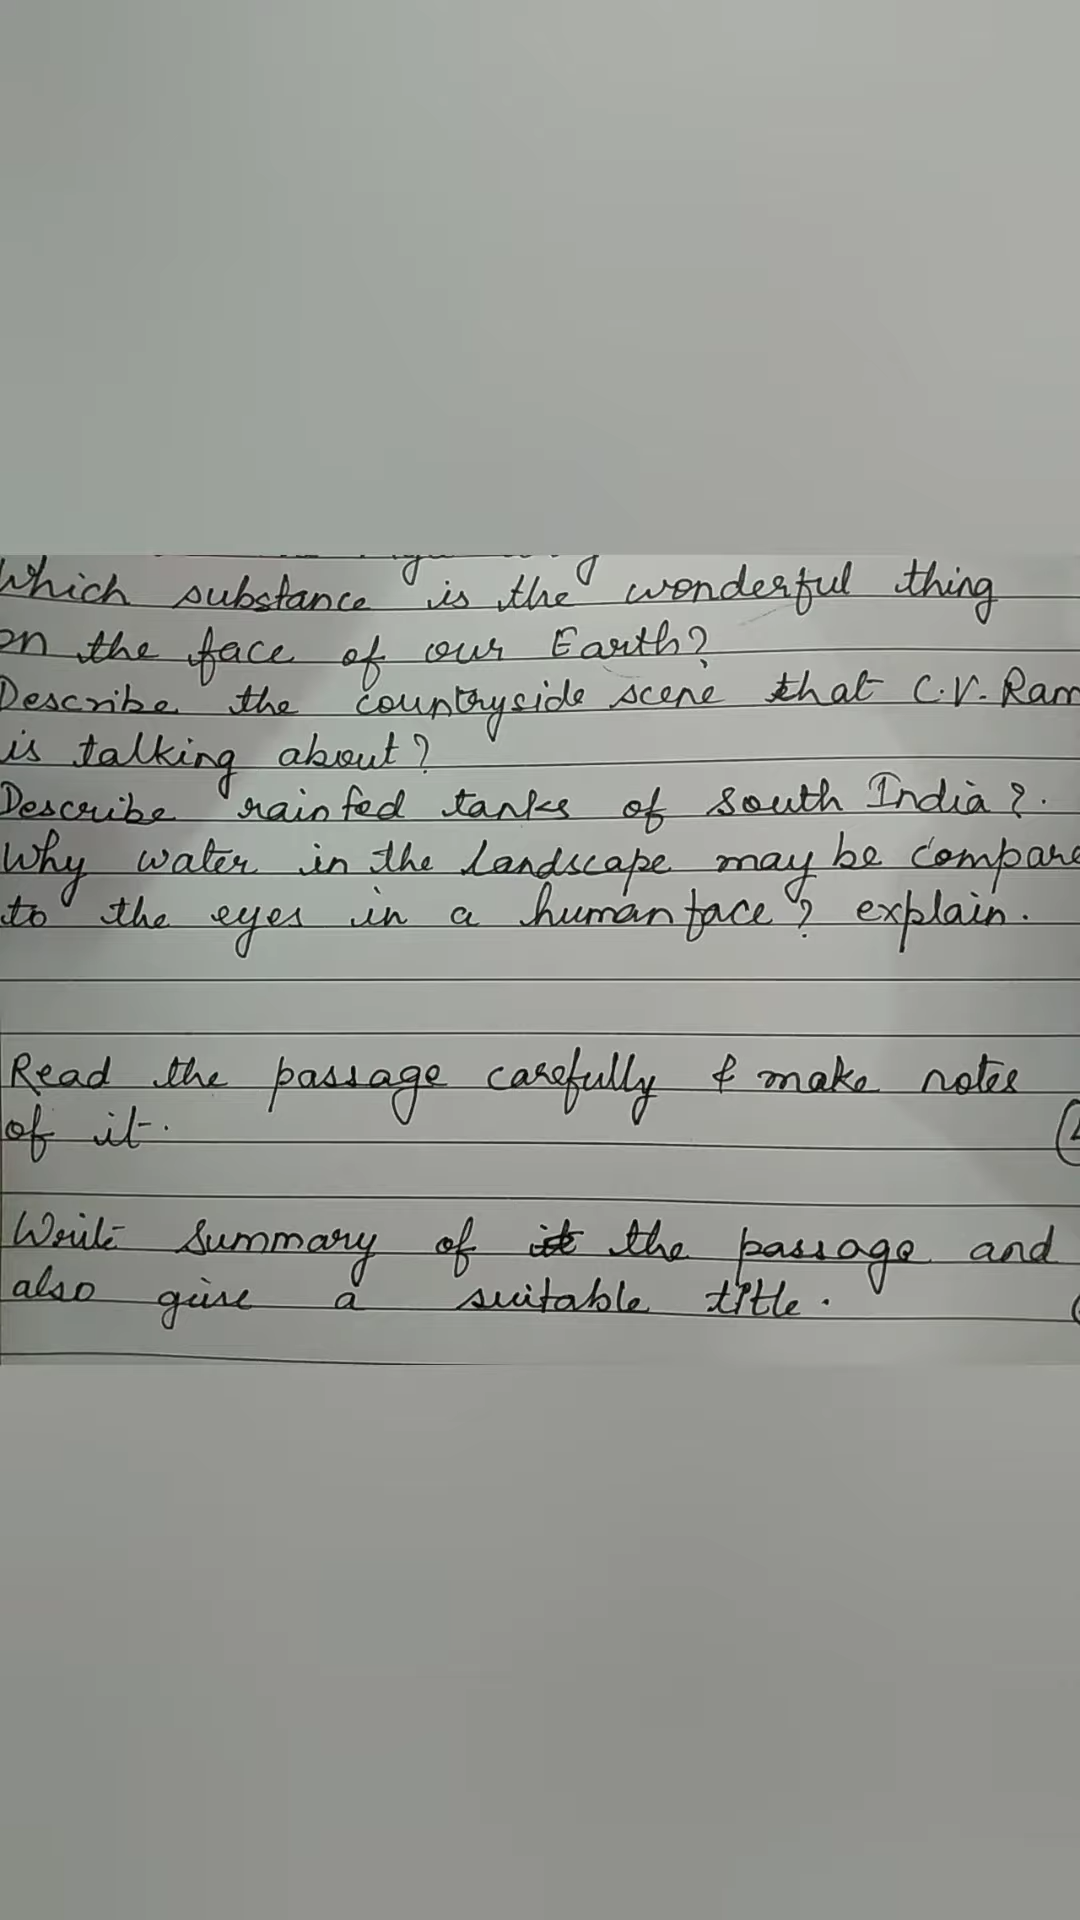 Which substance is the wonderful thing
on the face of our Earth?
Describe the countryside scene that C.V. Ram
is talking about?
Describe rainfed tanks of South India?.
Why water in the landscape may be compare
to the eyes in a human face? explain.
Read the passage carefully & make notes
of it.
Write Summary of it the passage and
also give a suitable title.